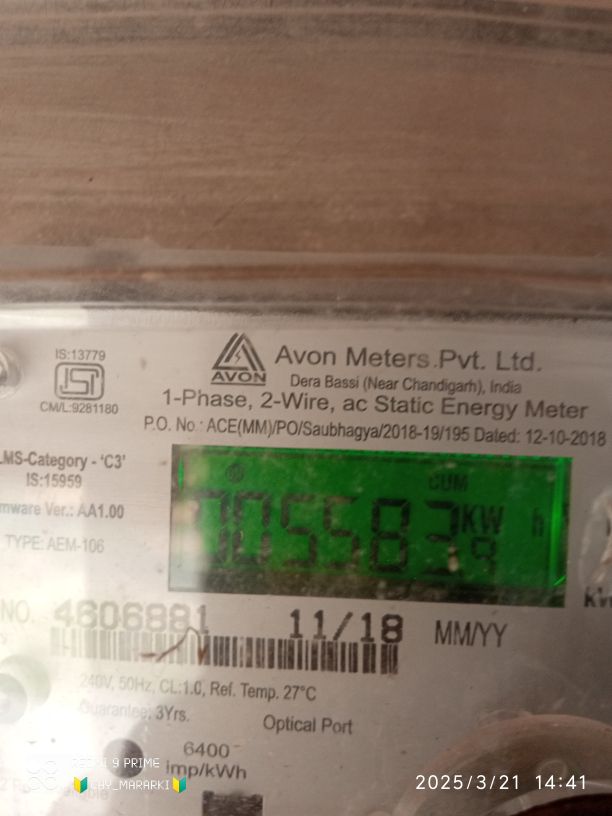 IS:13779
CM/L:9281180
AVON
Avon Meters Pvt. Ltd.
Dera Bassi (Near Chandigarh), India
1-Phase, 2-Wire, ac Static Energy Meter
P.O. No.: ACE(MM)/PO/Saubhagya/2018-19/195 Dated: 12-10-2018
LMS-Category - 'C3'
IS:15959
mware Ver.: AA1.00
TYPE: AEM-106
CUM
005583 KW h
9
NO. 4606881 11/18 MM/YY
240V, 50Hz, CL:1.0, Ref. Temp. 27°C
Guarantee: 3Yrs.
Optical Port
6400
imp/kWh
REDMI 9 PRIME
2025/3/21 14:41